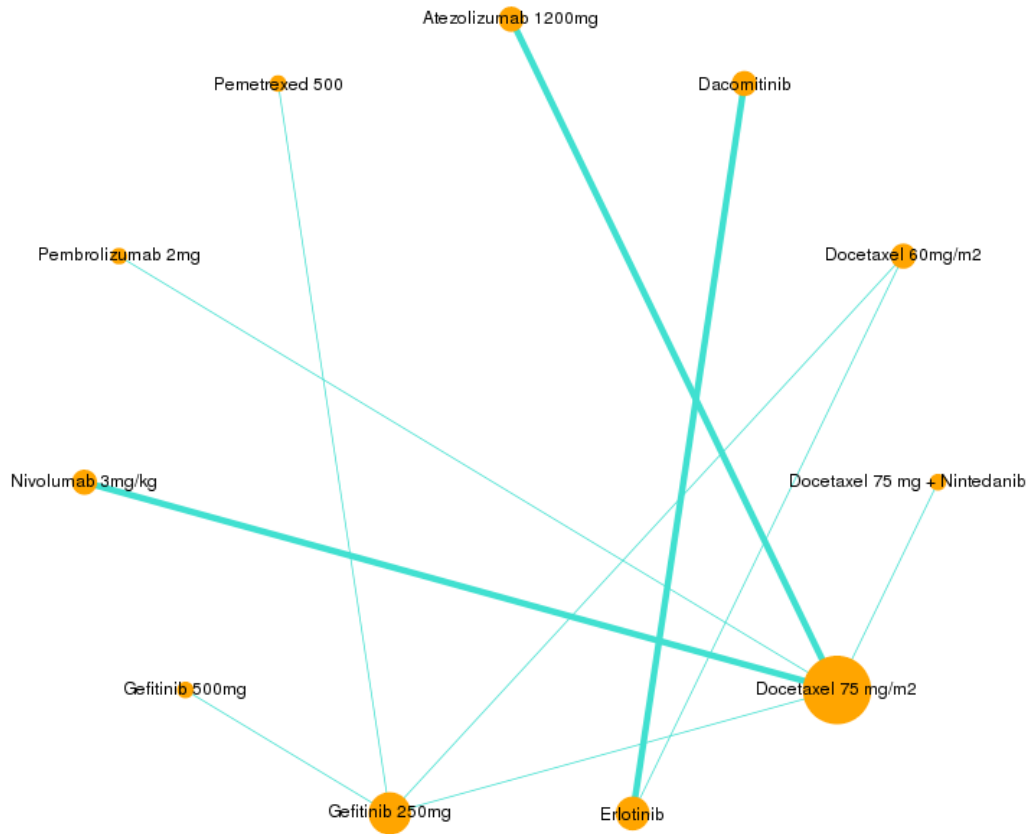 Atezolizumab 1200mg
Pemetrexed 500
Dacomitinib
Pembrolizumab 2mg
Docetaxel 60mg/m2
Nivolumab 3mg/kg
Docetaxel 75 mg + Nintedanib
Gefitinib 500mg
Docetaxel 75 mg/m2
Gefitinib 250mg
Erlotinib